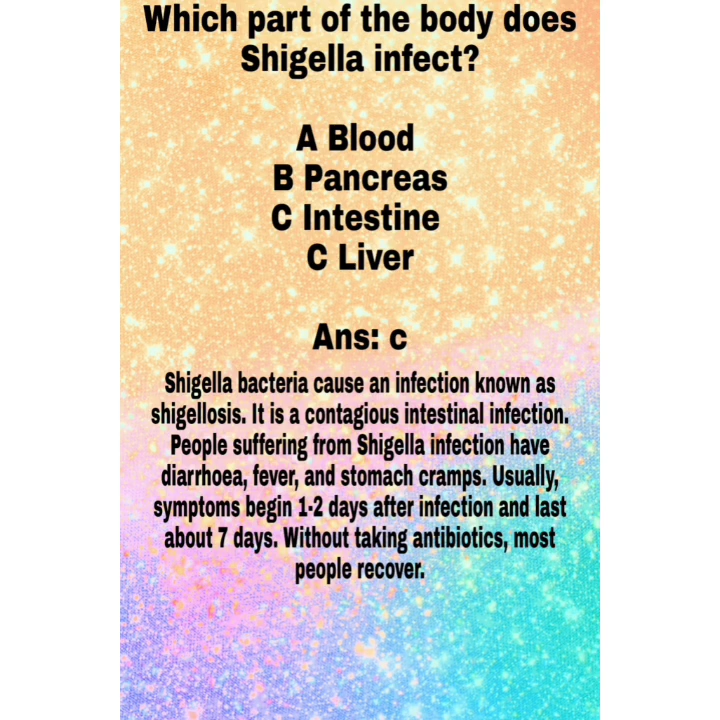 Which part of the body does
Shigella infect?
A Blood
B Pancreas
C Intestine
C Liver
Ans: c
Shigella bacteria cause an infection known as
shigellosis. It is a contagious intestinal infection.
People suffering from Shigella infection have
diarrhoea, fever, and stomach cramps. Usually,
symptoms begin 1-2 days after infection and last
about 7 days. Without taking antibiotics, most
people recover.